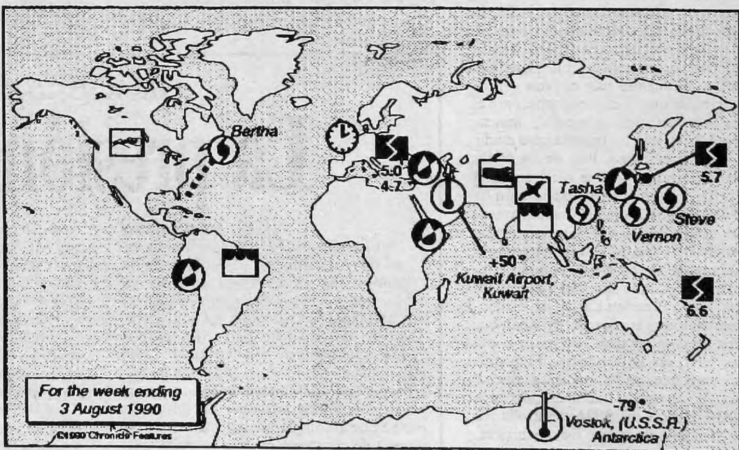 Bertha
5.0
4.7
Tasha
5.7
Steve
Vernon
+50°
Kuwait Airport,
Kuwait
6.6
For the week ending
3 August 1990
©1990 Chronicle Features
-79°
Vostok, (U.S.S.R.)
Antarctica